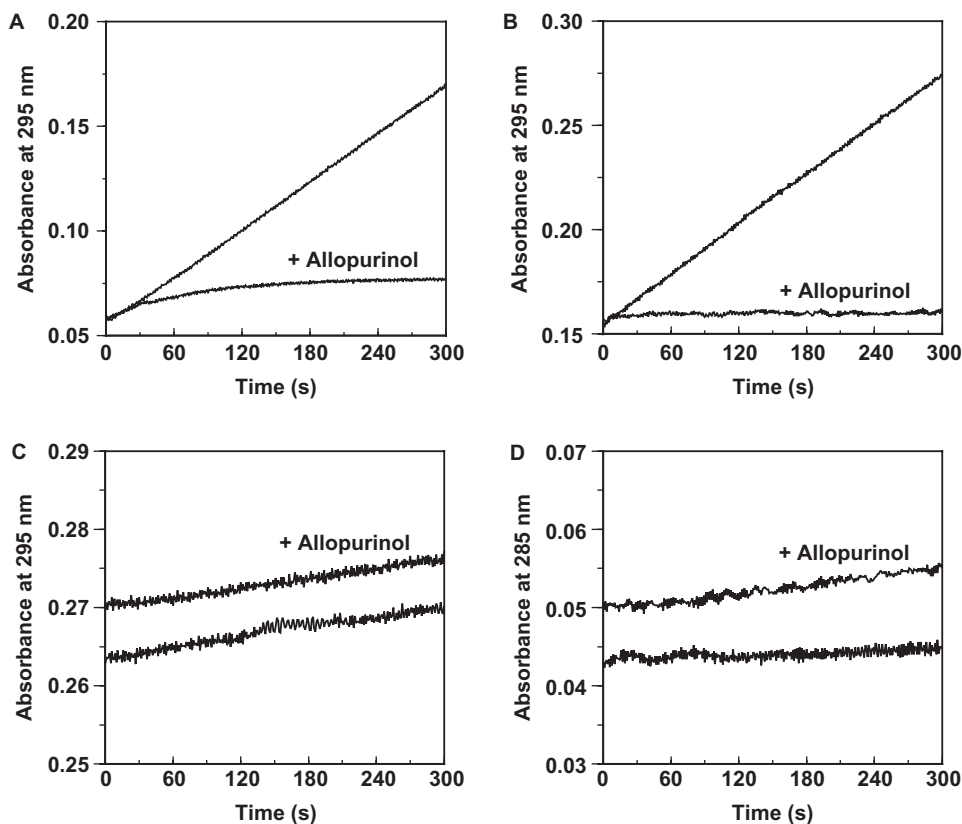 A
Absorbance at 295 nm
0.20
0.15
0.10
0.05
+ Allopurinol
0 60 120 180 240 300
Time (s)
B
Absorbance at 295 nm
0.30
0.25
0.20
0.15
+ Allopurinol
0 60 120 180 240 300
Time (s)
C
Absorbance at 295 nm
0.29
0.28
0.27
0.26
0.25
+ Allopurinol
0 60 120 180 240 300
Time (s)
D
Absorbance at 285 nm
0.07
0.06
0.05
0.04
0.03
+ Allopurinol
0 60 120 180 240 300
Time (s)